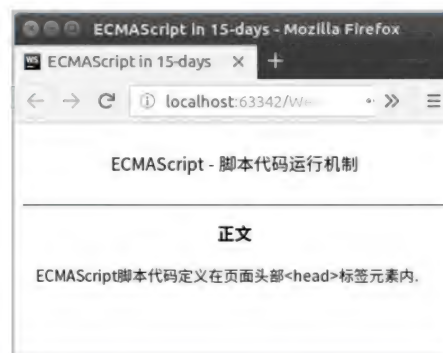 ECMAScript in 15-days - Mozilla Firefox
WS ECMAScript in 15-days × +
localhost:63342/We
ECMAScript - 脚本代码运行机制
正文
ECMAScript脚本代码定义在页面头部<head>标签元素内.